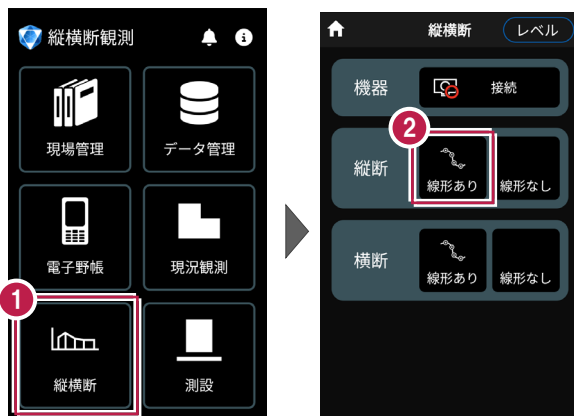 縦横断観測
現場管理
データ管理
電子野帳
現況観測
1
縦横断
測設
縦横断
レベル
機器
接続
2
縦断
線形あり
線形なし
横断
線形あり
線形なし